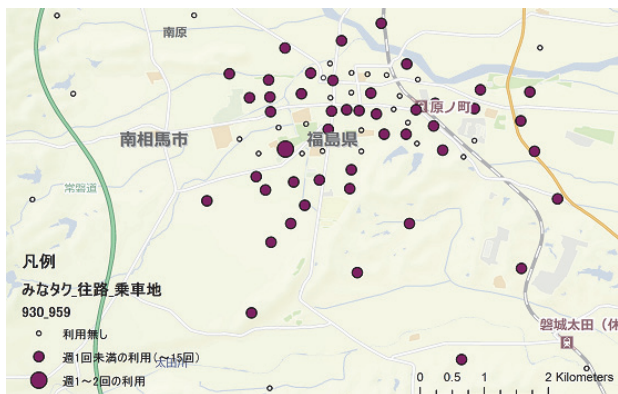 南原
原ノ町
南相馬市
福島県
常磐道
凡例
みなタク_往路_乗車地
930_959
利用無し
週1回未満の利用(~15回)
週1~2の利用
太田川
磐城太田(休
0 0.5 1 2 Kilometers